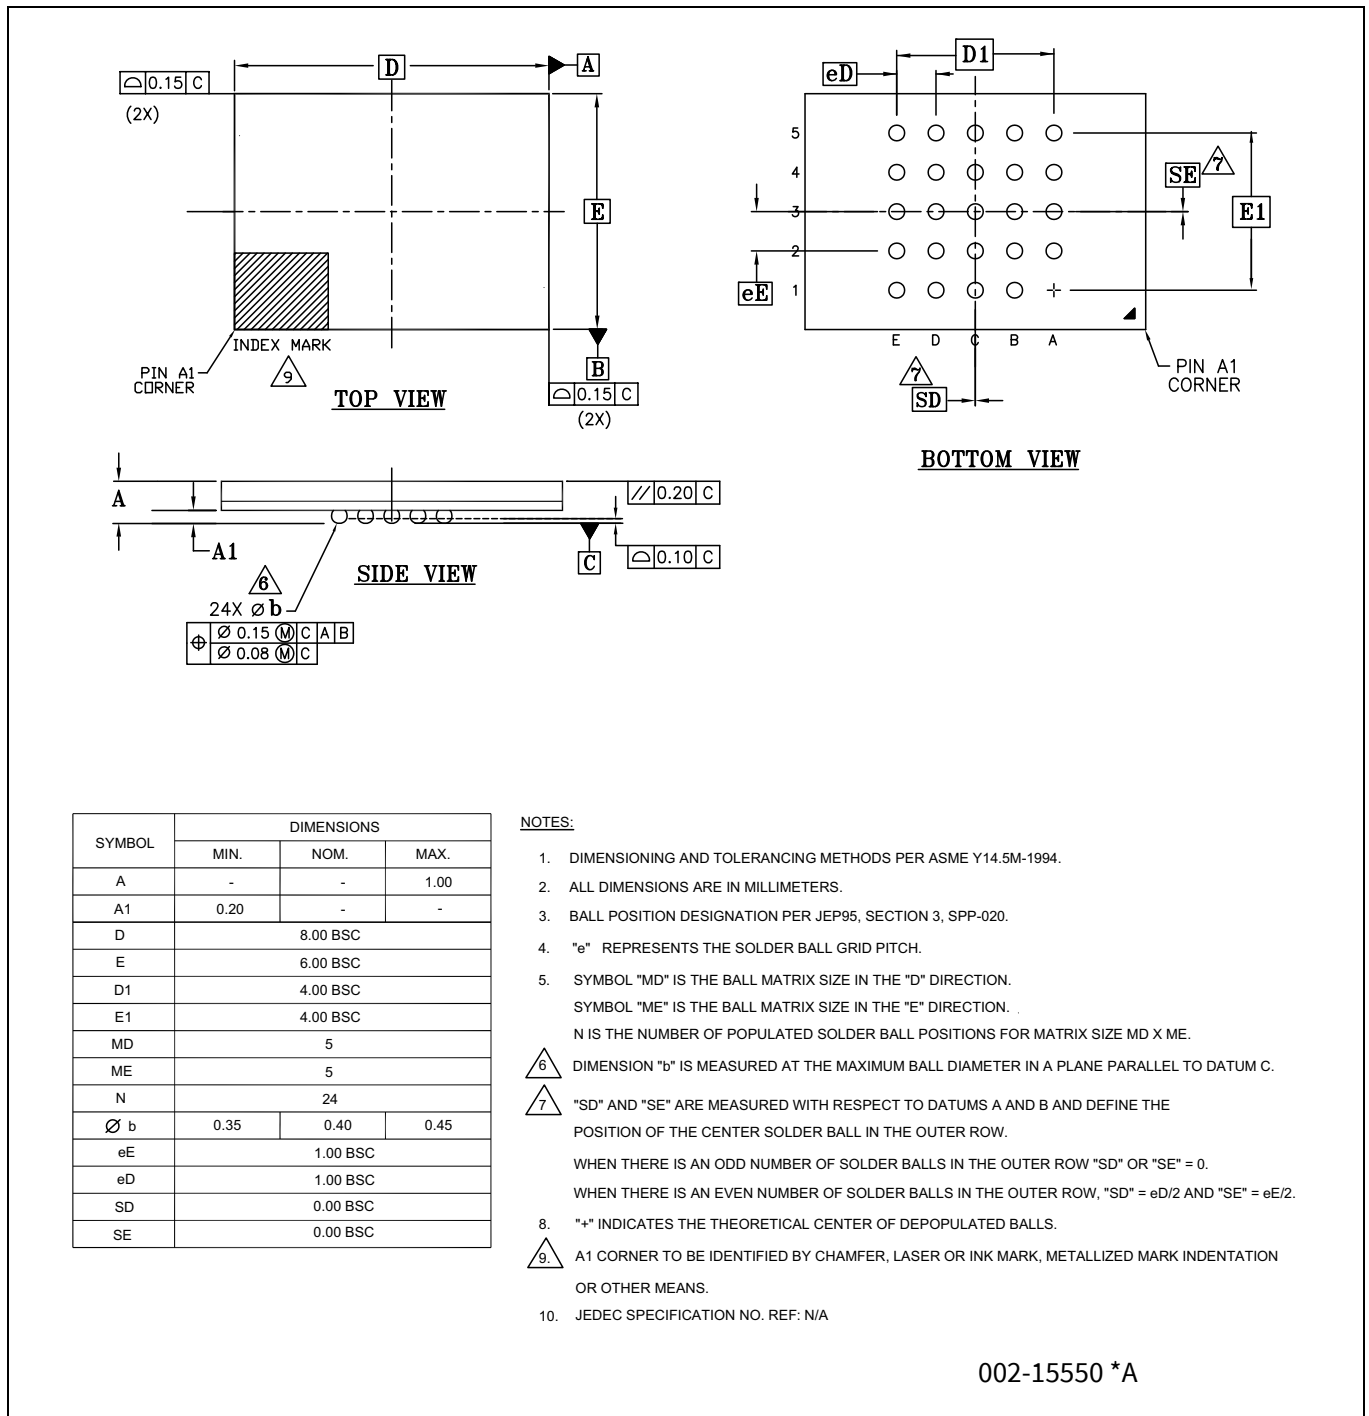 D
A
⌓ 0.15 C
(2X)
E
INDEX MARK
9
PIN A1
CORNER
TOP VIEW
B
⌓ 0.15 C
(2X)
D1
eD
5
4
3
2
1
SE
7
E1
eE
E D C B A
7
SD
PIN A1
CORNER
BOTTOM VIEW
A
A1
// 0.20 C
C
⌓ 0.10 C
SIDE VIEW
6
24X Ø b
⌖ Ø 0.15 Ⓜ C A B
Ø 0.08 Ⓜ C
SYMBOL DIMENSIONS
MIN. NOM. MAX.
A - - 1.00
A1 0.20 - -
D 8.00 BSC
E 6.00 BSC
D1 4.00 BSC
E1 4.00 BSC
MD 5
ME 5
N 24
Ø b 0.35 0.40 0.45
eE 1.00 BSC
eD 1.00 BSC
SD 0.00 BSC
SE 0.00 BSC
NOTES:
1. DIMENSIONING AND TOLERANCING METHODS PER ASME Y14.5M-1994.
2. ALL DIMENSIONS ARE IN MILLIMETERS.
3. BALL POSITION DESIGNATION PER JEP95, SECTION 3, SPP-020.
4. "e" REPRESENTS THE SOLDER BALL GRID PITCH.
5. SYMBOL "MD" IS THE BALL MATRIX SIZE IN THE "D" DIRECTION.
SYMBOL "ME" IS THE BALL MATRIX SIZE IN THE "E" DIRECTION.
N IS THE NUMBER OF POPULATED SOLDER BALL POSITIONS FOR MATRIX SIZE MD X ME.
6 DIMENSION "b" IS MEASURED AT THE MAXIMUM BALL DIAMETER IN A PLANE PARALLEL TO DATUM C.
7 "SD" AND "SE" ARE MEASURED WITH RESPECT TO DATUMS A AND B AND DEFINE THE
POSITION OF THE CENTER SOLDER BALL IN THE OUTER ROW.
WHEN THERE IS AN ODD NUMBER OF SOLDER BALLS IN THE OUTER ROW "SD" OR "SE" = 0.
WHEN THERE IS AN EVEN NUMBER OF SOLDER BALLS IN THE OUTER ROW, "SD" = eD/2 AND "SE" = eE/2.
8. "+" INDICATES THE THEORETICAL CENTER OF DEPOPULATED BALLS.
9. A1 CORNER TO BE IDENTIFIED BY CHAMFER, LASER OR INK MARK, METALLIZED MARK INDENTATION
OR OTHER MEANS.
10. JEDEC SPECIFICATION NO. REF: N/A
002-15550 *A